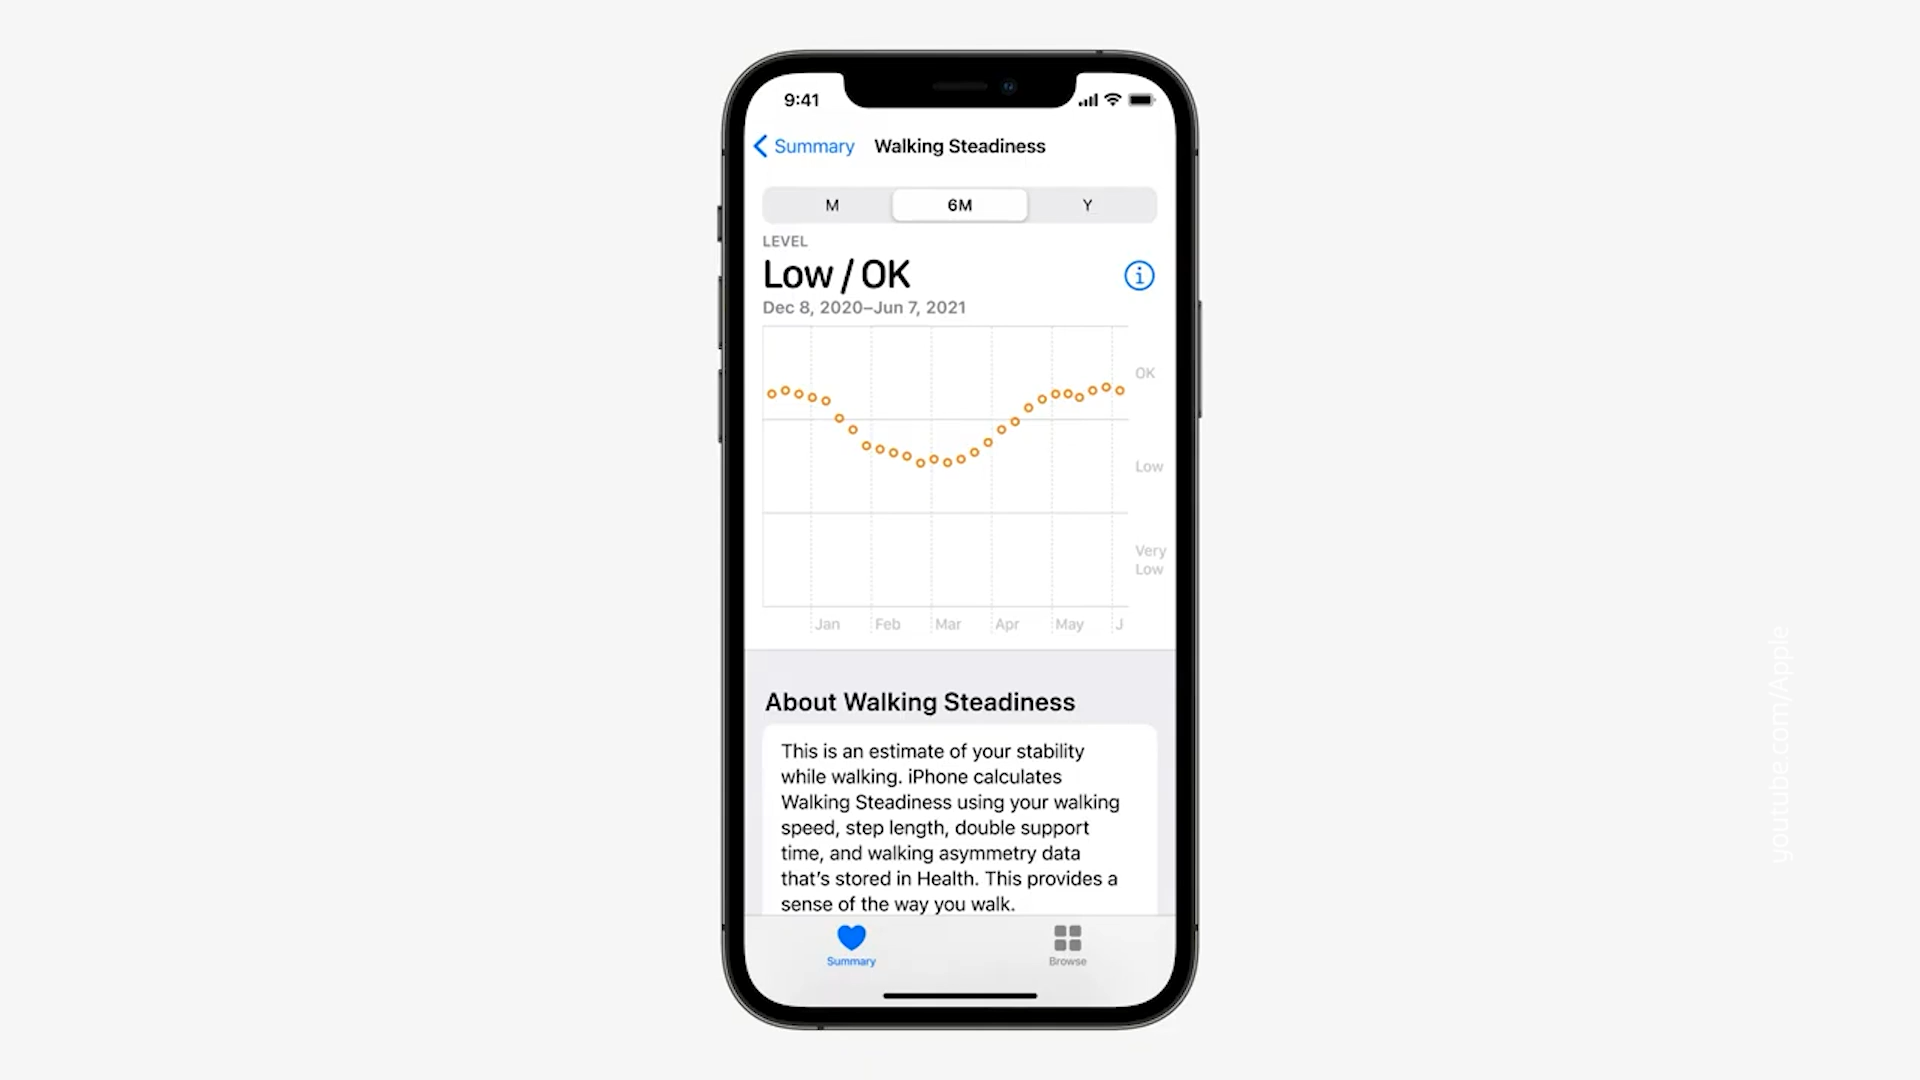 9:41
Summary Walking Steadiness
M 6M Y
LEVEL
Low / OK
Dec 8, 2020–Jun 7, 2021
OK
Low
Very
Low
Jan Feb Mar Apr May J
About Walking Steadiness
This is an estimate of your stability
while walking. iPhone calculates
Walking Steadiness using your walking
speed, step length, double support
time, and walking asymmetry data
that’s stored in Health. This provides a
sense of the way you walk.
Summary Browse
youtube.com/Apple